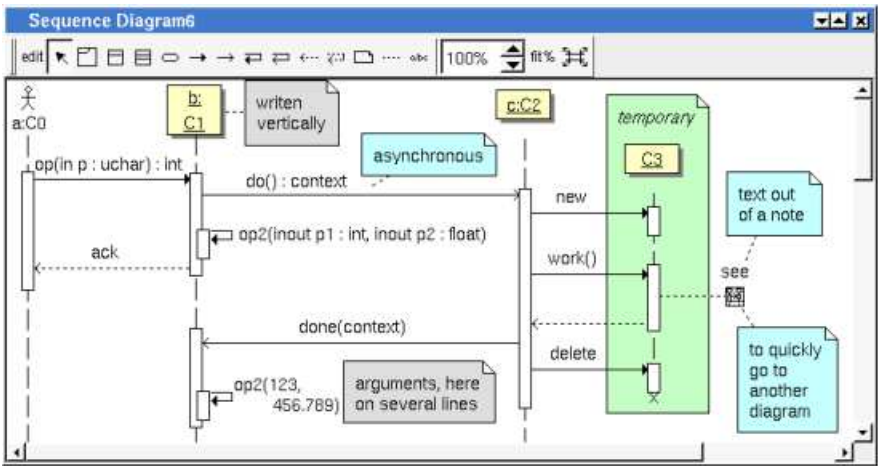 Sequence Diagram6
edit
abc
100%
fit%
a:C0
b:
C1
writen
vertically
c:C2
temporary
C3
op(in p : uchar) : int
do() : context
asynchronous
new
text out
of a note
op2(inout p1 : int, inout p2 : float)
ack
work()
see
done(context)
delete
to quickly
go to
another
diagram
op2(123,
456.789)
arguments, here
on several lines